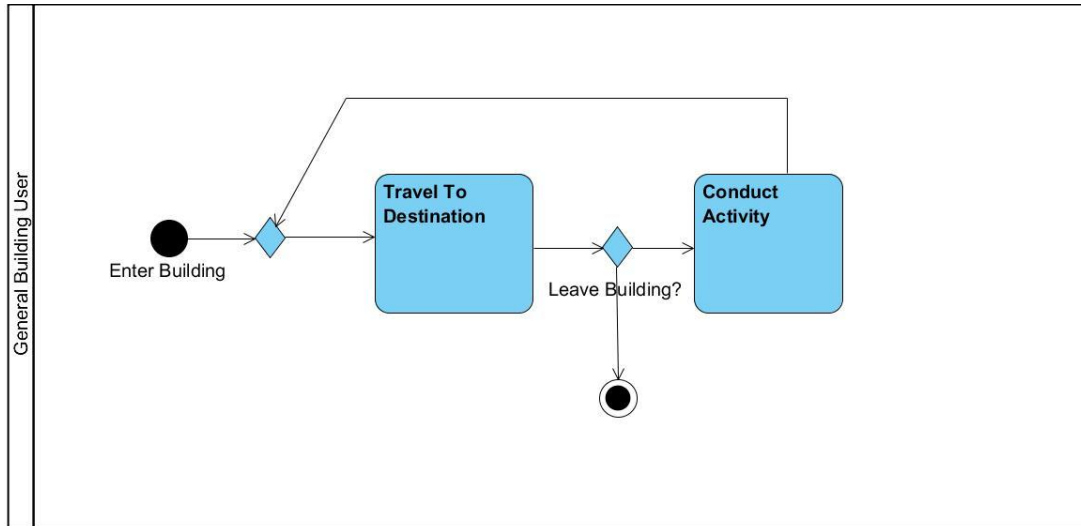 General Building User
Enter Building
Travel To
Destination
Leave Building?
Conduct
Activity